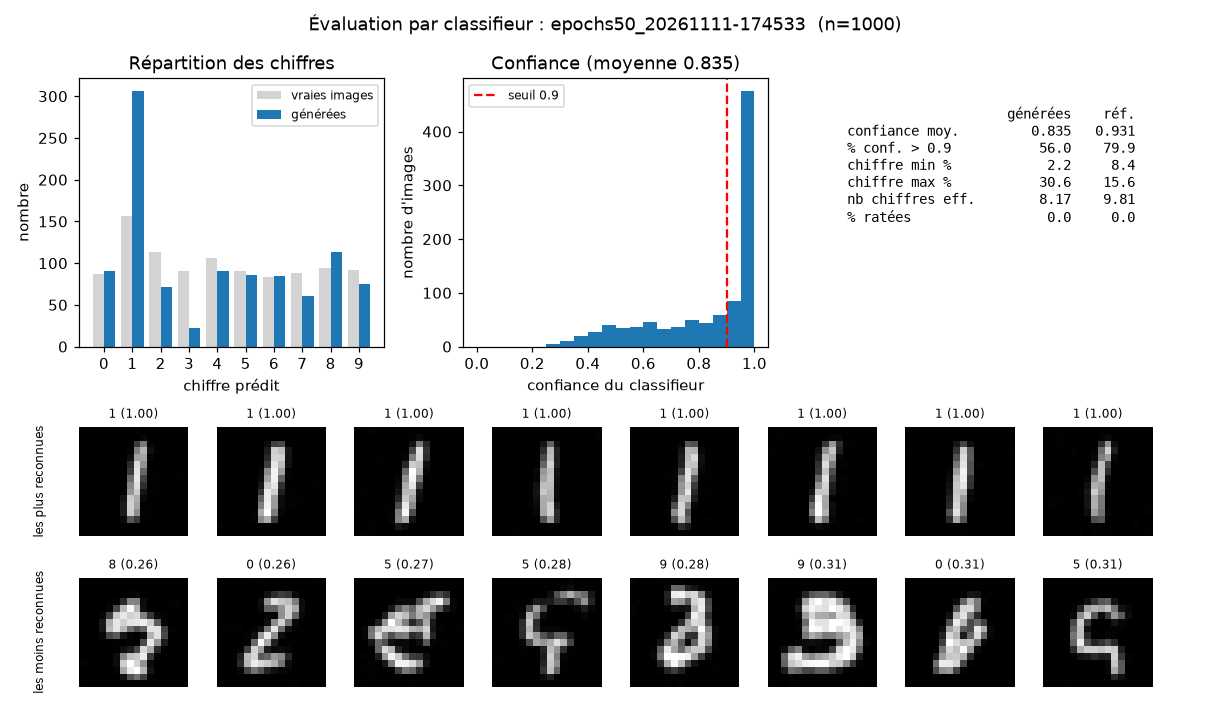 Évaluation par classifieur : epochs50_20261111-174533  (n=1000)
Répartition des chiffres
vraies images
générées
300
250
200
150
100
50
0
nombre
0 1 2 3 4 5 6 7 8 9
chiffre prédit
Confiance (moyenne 0.835)
seuil 0.9
400
300
200
100
0
nombre d'images
0.0 0.2 0.4 0.6 0.8 1.0
confiance du classifieur
générées réf.
confiance moy. 0.835 0.931
% conf. > 0.9 56.0 79.9
chiffre min % 2.2 8.4
chiffre max % 30.6 15.6
nb chiffres eff. 8.17 9.81
% ratées 0.0 0.0
les plus reconnues
1 (1.00) 1 (1.00) 1 (1.00) 1 (1.00) 1 (1.00) 1 (1.00) 1 (1.00) 1 (1.00)
les moins reconnues
8 (0.26) 0 (0.26) 5 (0.27) 5 (0.28) 9 (0.28) 9 (0.31) 0 (0.31) 5 (0.31)